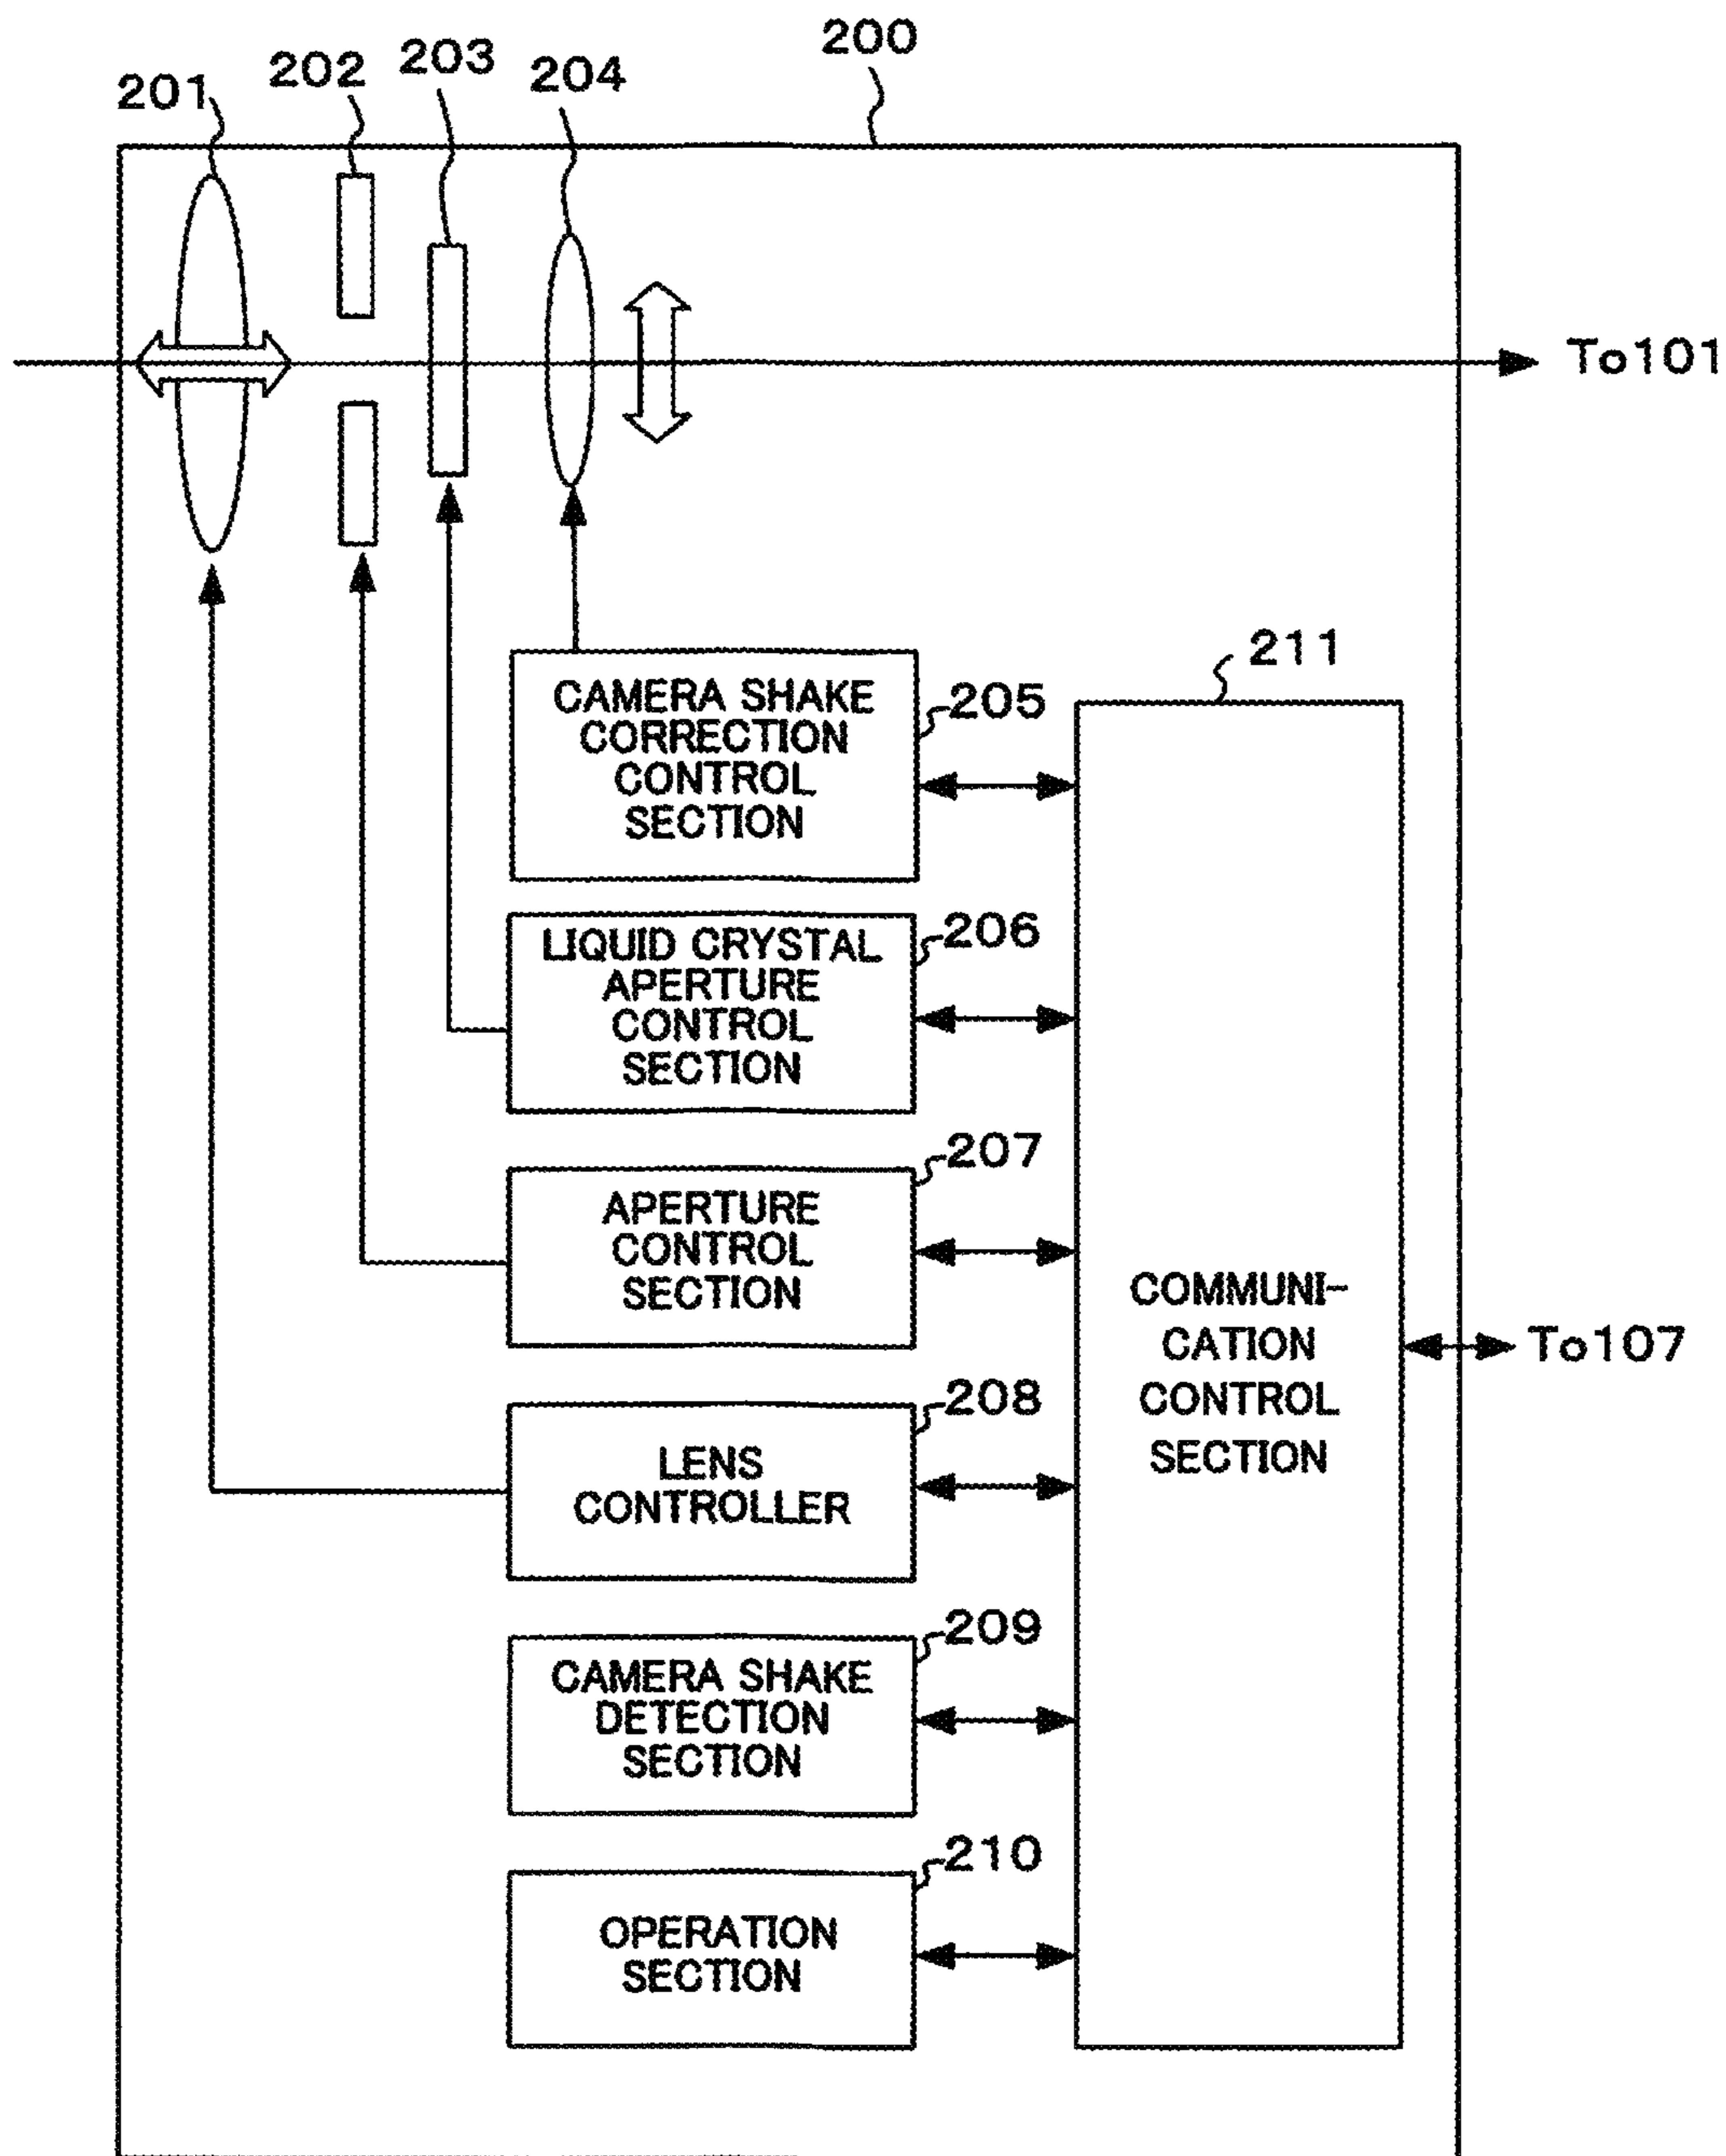 200
203
202
204
201
To101
211
CAMERA SHAKE
CORRECTION
CONTROL
SECTION
205
LIQUID CRYSTAL
APERTURE
CONTROL
SECTION
206
APERTURE
CONTROL
SECTION
207
COMMUNI-
CATION
CONTROL
SECTION
To107
LENS
CONTROLLER
208
CAMERA SHAKE
DETECTION
SECTION
209
OPERATION
SECTION
210